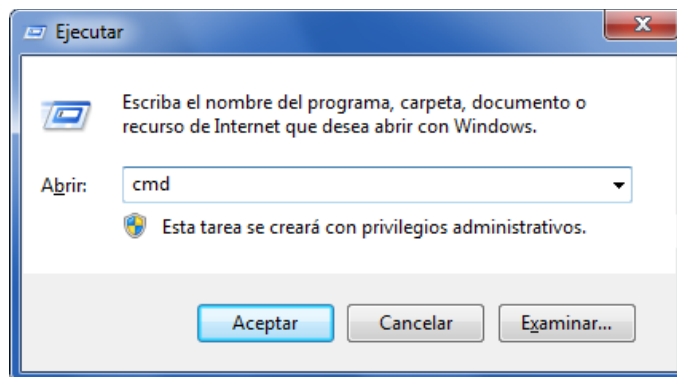 Ejecutar
Escriba el nombre del programa, carpeta, documento o
recurso de Internet que desea abrir con Windows.
Abrir: cmd
Esta tarea se creará con privilegios administrativos.
Aceptar Cancelar Examinar...